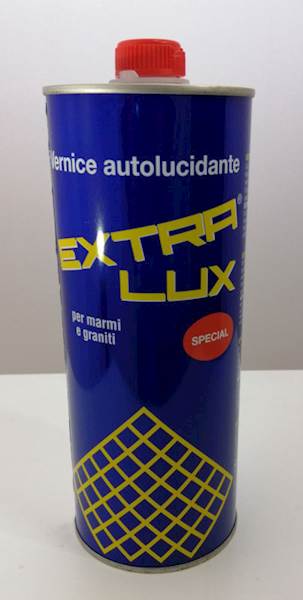 Vernice autolucidante
EXTRA®
LUX
per marmi
e graniti
SPECIAL